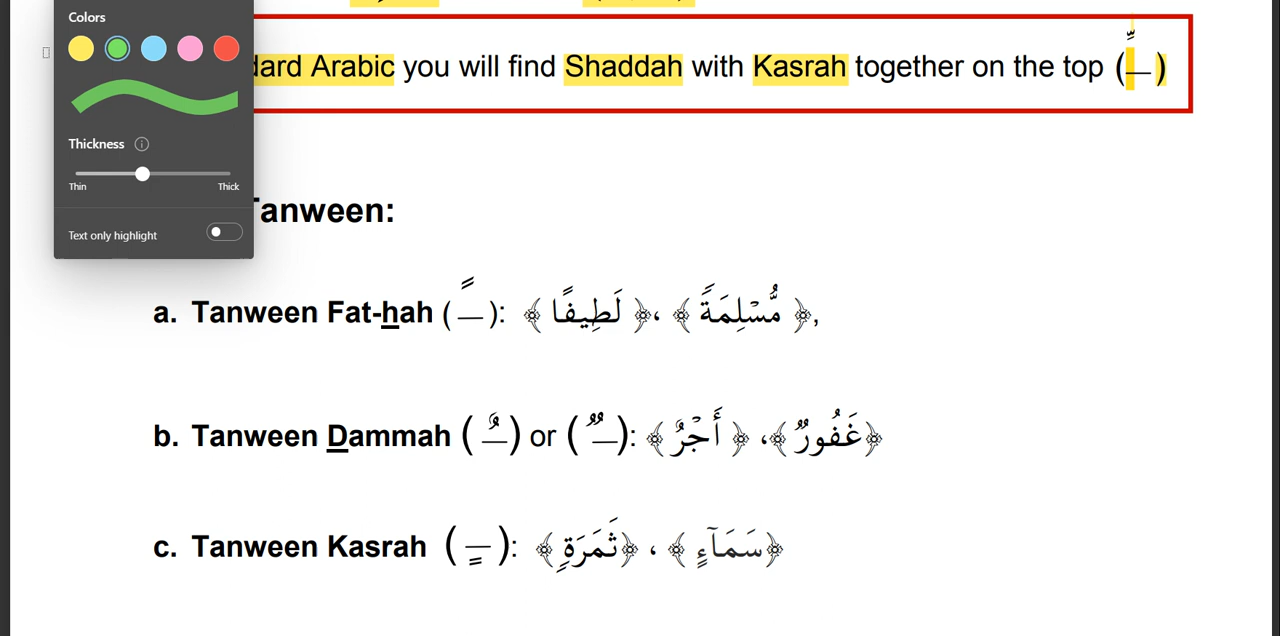 Colors
dard Arabic you will find Shaddah with Kasrah together on the top (ــِّـ)
Thickness
Thin Thick
Tanween:
Text only highlight
a. Tanween Fat-hah (ـًـ): ﴿ لَطِيفًا ﴾، ﴿ مُّسْلِمَةً ﴾,
b. Tanween Dammah (ـٌـ) or (ـٌـ): ﴿ أَجْرٌ ﴾، ﴿غَفُورٌ ﴾
c. Tanween Kasrah (ـٍـ): ﴿ثَمَرَةٍ ﴾ ، ﴿سَمَآءٍ ﴾